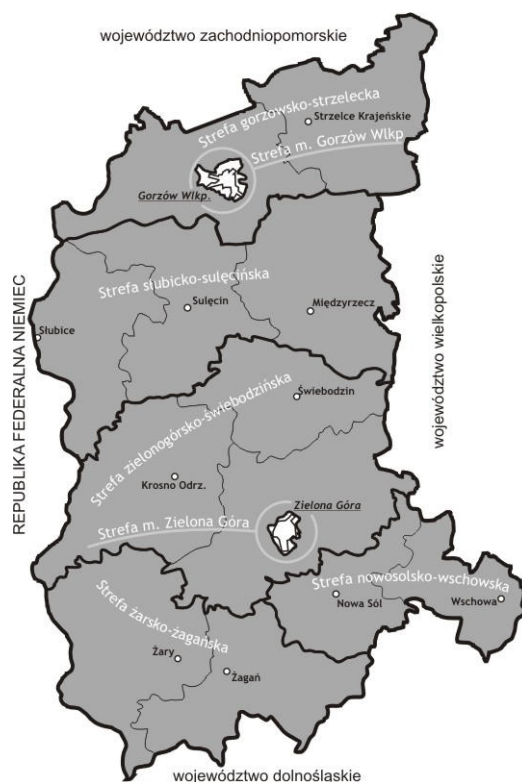 województwo zachodniopomorskie
Strefa gorzowsko-strzelecka
Strzelce Krajeńskie
Strefa m. Gorzów Wlkp
Gorzów Wlkp.
REPUBLIKA FEDERALNA NIEMIEC
województwo wielkopolskie
Strefa słubicko-sulęcińska
Sulęcin
Międzyrzecz
Słubice
Strefa zielonogórsko-świebodzińska
Świebodzin
Krosno Odrz.
Zielona Góra
Strefa m. Zielona Góra
Strefa nowosolsko-wschowska
Nowa Sól
Wschowa
Strefa żarsko-żagańska
Żary
Żagań
województwo dolnośląskie